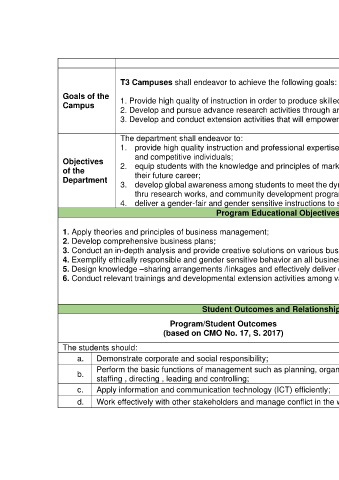 T3 Campuses shall endeavor to achieve the following goals:
Goals of the
Campus
1. Provide high quality of instruction in order to produce skille
2. Develop and pursue advance research activities through ar
3. Develop and conduct extension activities that will empower
The department shall endeavor to:
Objectives
of the
Department
1. provide high quality instruction and professional expertise
and competitive individuals;
2. equip students with the knowledge and principles of mark
their future career;
3. develop global awareness among students to meet the dy
thru research works, and community development progra
4. deliver a gender-fair and gender sensitive instructions to s
Program Educational Objectives
1. Apply theories and principles of business management;
2. Develop comprehensive business plans;
3. Conduct an in-depth analysis and provide creative solutions on various bus
4. Exemplify ethically responsible and gender sensitive behavior an all busine
5. Design knowledge –sharing arrangements /linkages and effectively deliver
6. Conduct relevant trainings and developmental extension activities among v
Student Outcomes and Relationship
Program/Student Outcomes
(based on CMO No. 17, S. 2017)
The students should:
a. Demonstrate corporate and social responsibility;
b. Perform the basic functions of management such as planning, organ
staffing , directing , leading and controlling;
c. Apply information and communication technology (ICT) efficiently;
d. Work effectively with other stakeholders and manage conflict in the w